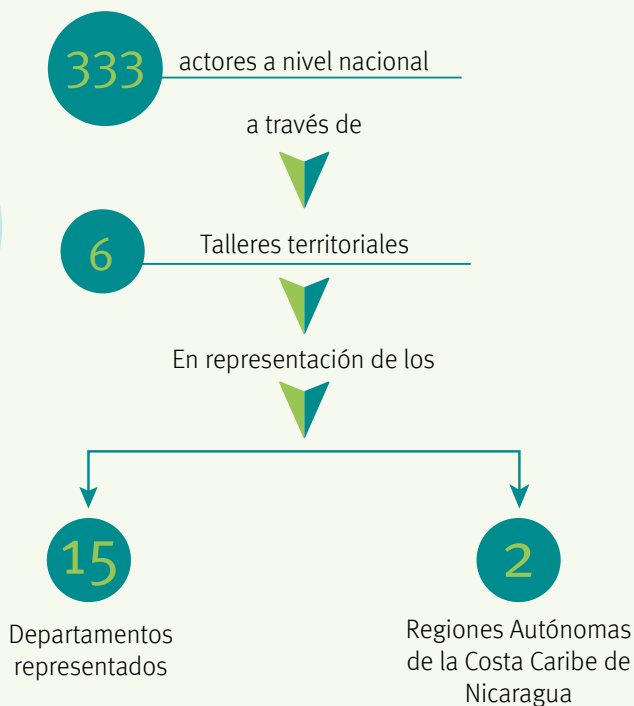 333 actores a nivel nacional
a través de
6 Talleres territoriales
En representación de los
15
Departamentos
representados
2
Regiones Autónomas
de la Costa Caribe de
Nicaragua